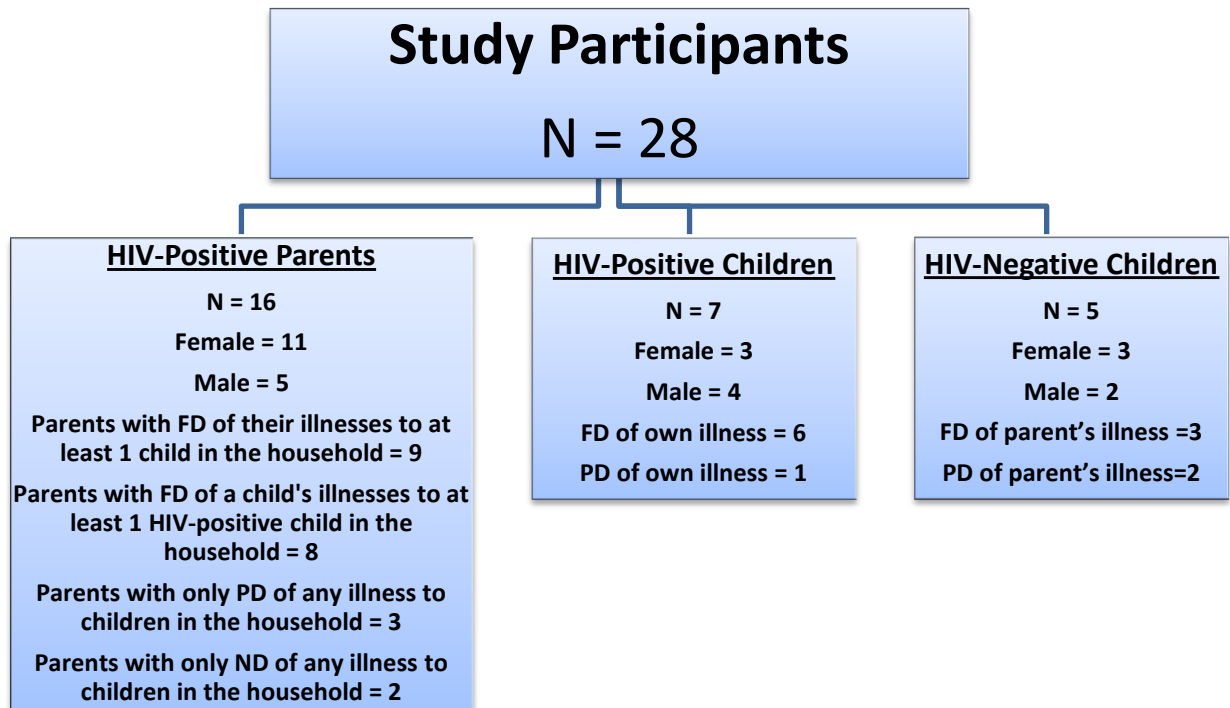 Study Participants
N = 28
HIV-Positive Parents
N = 16
Female = 11
Male = 5
Parents with FD of their illnesses to at
least 1 child in the household = 9
Parents with FD of a child's illnesses to at
least 1 HIV-positive child in the
household = 8
Parents with only PD of any illness to
children in the household = 3
Parents with only ND of any illness to
children in the household = 2
HIV-Positive Children
N = 7
Female = 3
Male = 4
FD of own illness = 6
PD of own illness = 1
HIV-Negative Children
N = 5
Female = 3
Male = 2
FD of parent’s illness =3
PD of parent’s illness=2